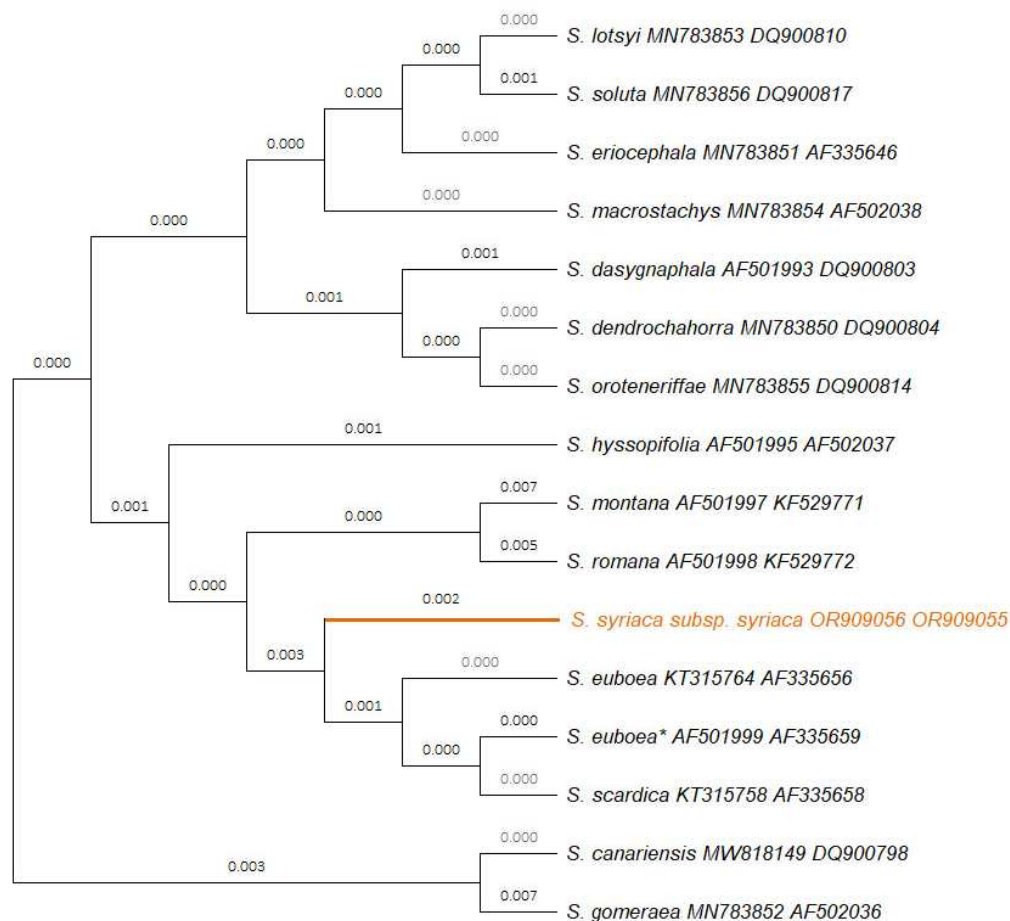 0.000
S. lotsyi MN783853 DQ900810
0.000
0.001
S. soluta MN783856 DQ900817
0.000
0.000
S. eriocephala MN783851 AF335646
0.000
0.000
S. macrostachys MN783854 AF502038
0.000
0.001
S. dasygnaphala AF501993 DQ900803
0.001
0.000
S. dendrochahorra MN783850 DQ900804
0.000
0.000
S. oroteneriffae MN783855 DQ900814
0.000
0.001
S. hyssopifolia AF501995 AF502037
0.001
0.007
S. montana AF501997 KF529771
0.000
0.005
S. romana AF501998 KF529772
0.000
0.002
S. syriaca subsp. syriaca OR909056 OR909055
0.003
0.000
S. euboea KT315764 AF335656
0.001
0.000
S. euboea* AF501999 AF335659
0.000
0.000
S. scardica KT315758 AF335658
0.000
S. canariensis MW818149 DQ900798
0.003
0.007
S. gomeraea MN783852 AF502036